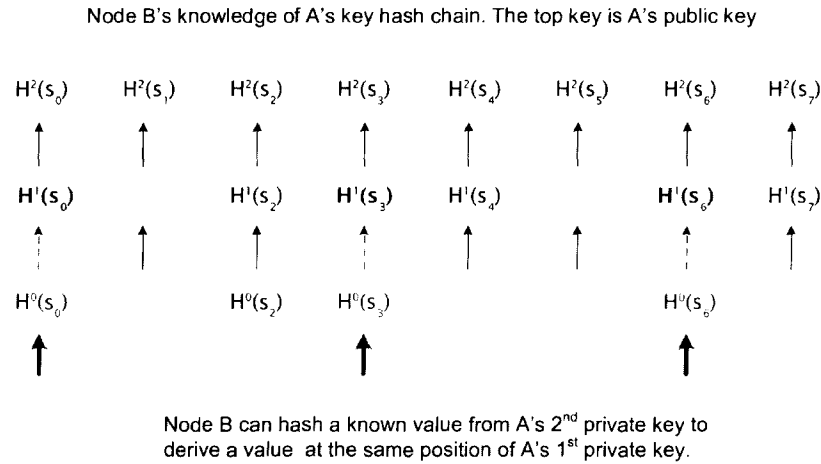 Node B's knowledge of A's key hash chain. The top key is A's public key
H²(s₀) H²(s₁) H²(s₂) H²(s₃) H²(s₄) H²(s₅) H²(s₆) H²(s₇)
H¹(s₀) H¹(s₂) H¹(s₃) H¹(s₄) H¹(s₆) H¹(s₇)
H⁰(s₀) H⁰(s₂) H⁰(s₃) H⁰(s₆)
Node B can hash a known value from A's 2ⁿᵈ private key to
derive a value at the same position of A's 1ˢᵗ private key.